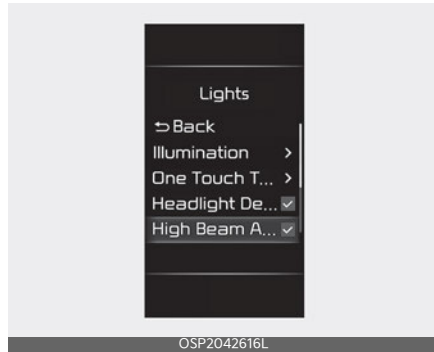 Lights
⮌ Back
Illumination >
One Touch T... >
Headlight De... ✓
High Beam A... ✓
OSP2042616L